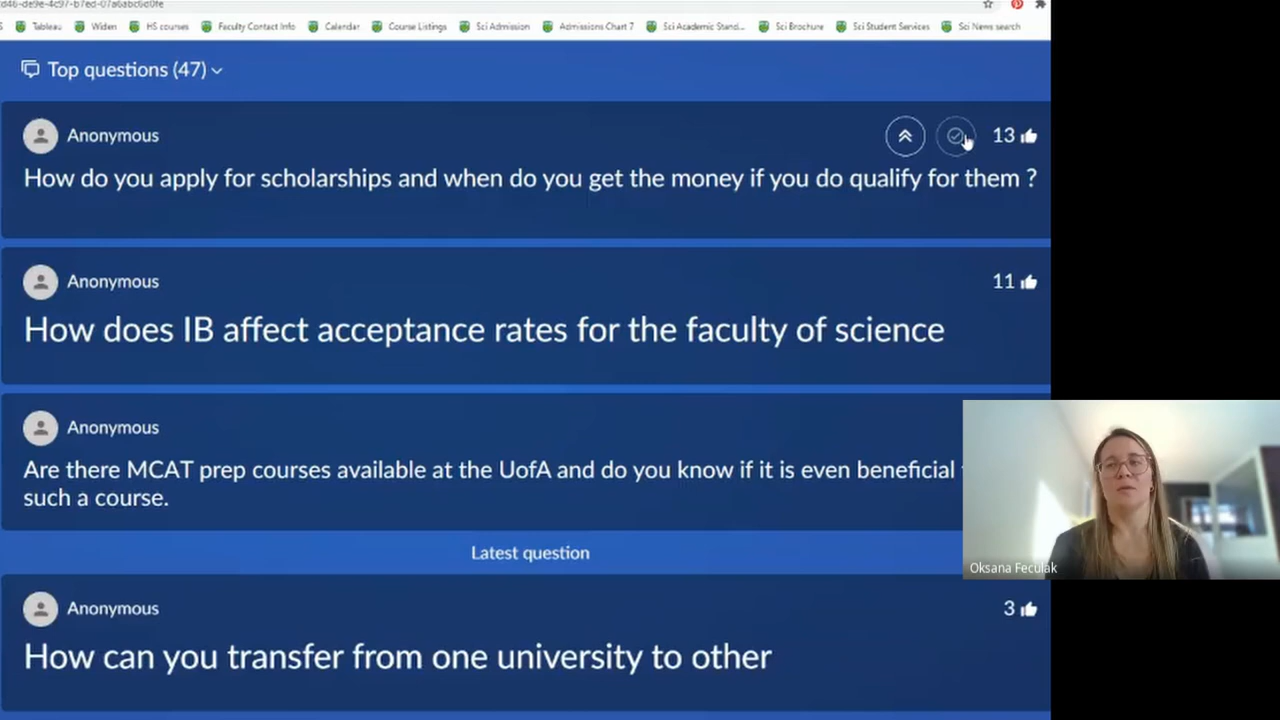 Tableau Widen HS courses Faculty Contact Info Calendar Course Listings Sci Admission Admissions Chart 7 Sci Academic Stand... Sci Brochure Sci Student Services Sci News search
Top questions (47)
Anonymous
13
How do you apply for scholarships and when do you get the money if you do qualify for them ?
Anonymous
11
How does IB affect acceptance rates for the faculty of science
Anonymous
Are there MCAT prep courses available at the UofA and do you know if it is even beneficial
such a course.
Oksana Feculak
Latest question
Anonymous
3
How can you transfer from one university to other